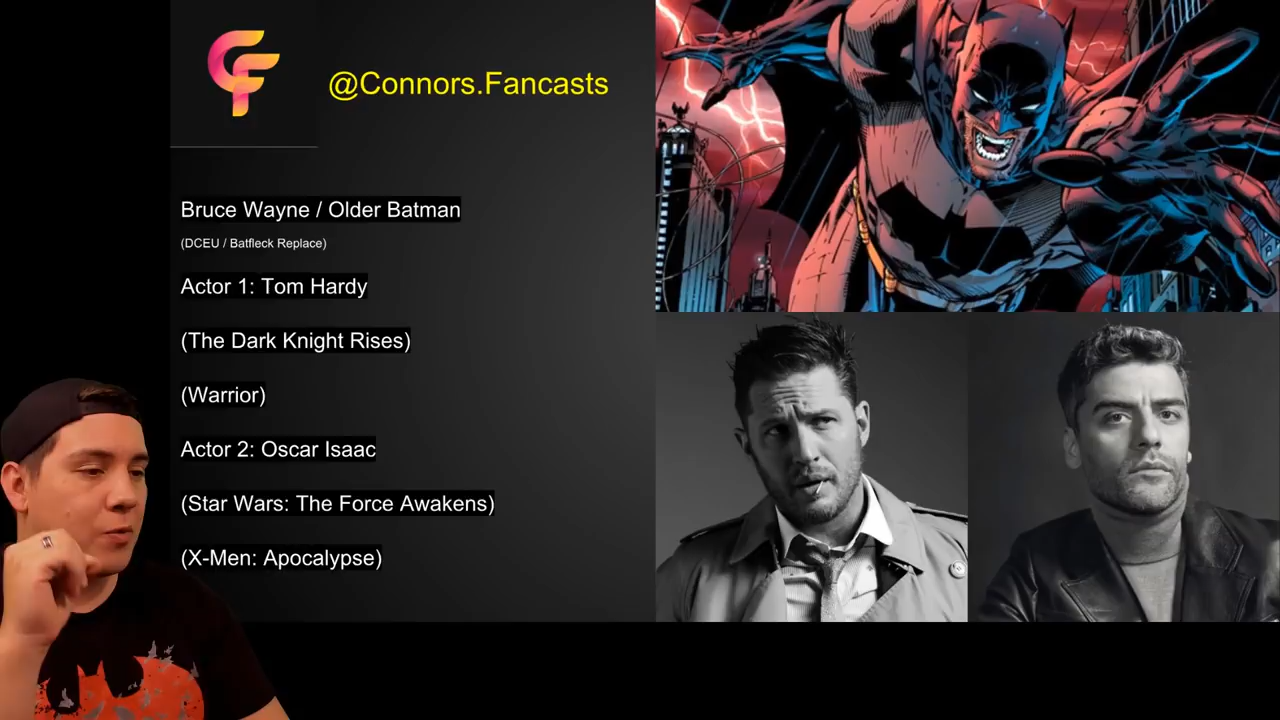 @Connors.Fancasts
Bruce Wayne / Older Batman
(DCEU / Batfleck Replace)
Actor 1: Tom Hardy
(The Dark Knight Rises)
(Warrior)
Actor 2: Oscar Isaac
(Star Wars: The Force Awakens)
(X-Men: Apocalypse)